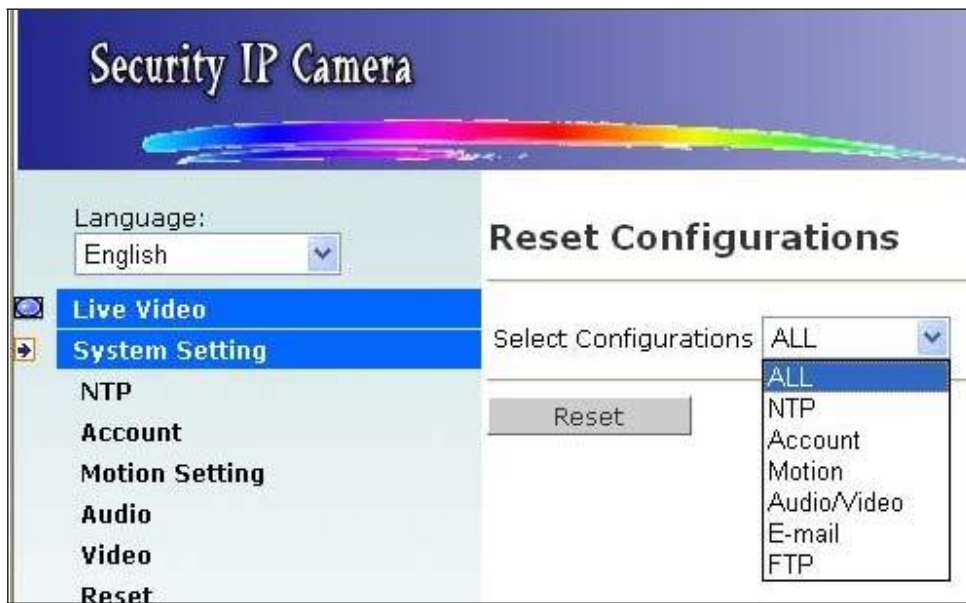 Security IP Camera
Language:
English
Live Video
System Setting
NTP
Account
Motion Setting
Audio
Video
Reset
Reset Configurations
Select Configurations ALL
ALL
NTP
Account
Motion
Audio/Video
E-mail
FTP
Reset